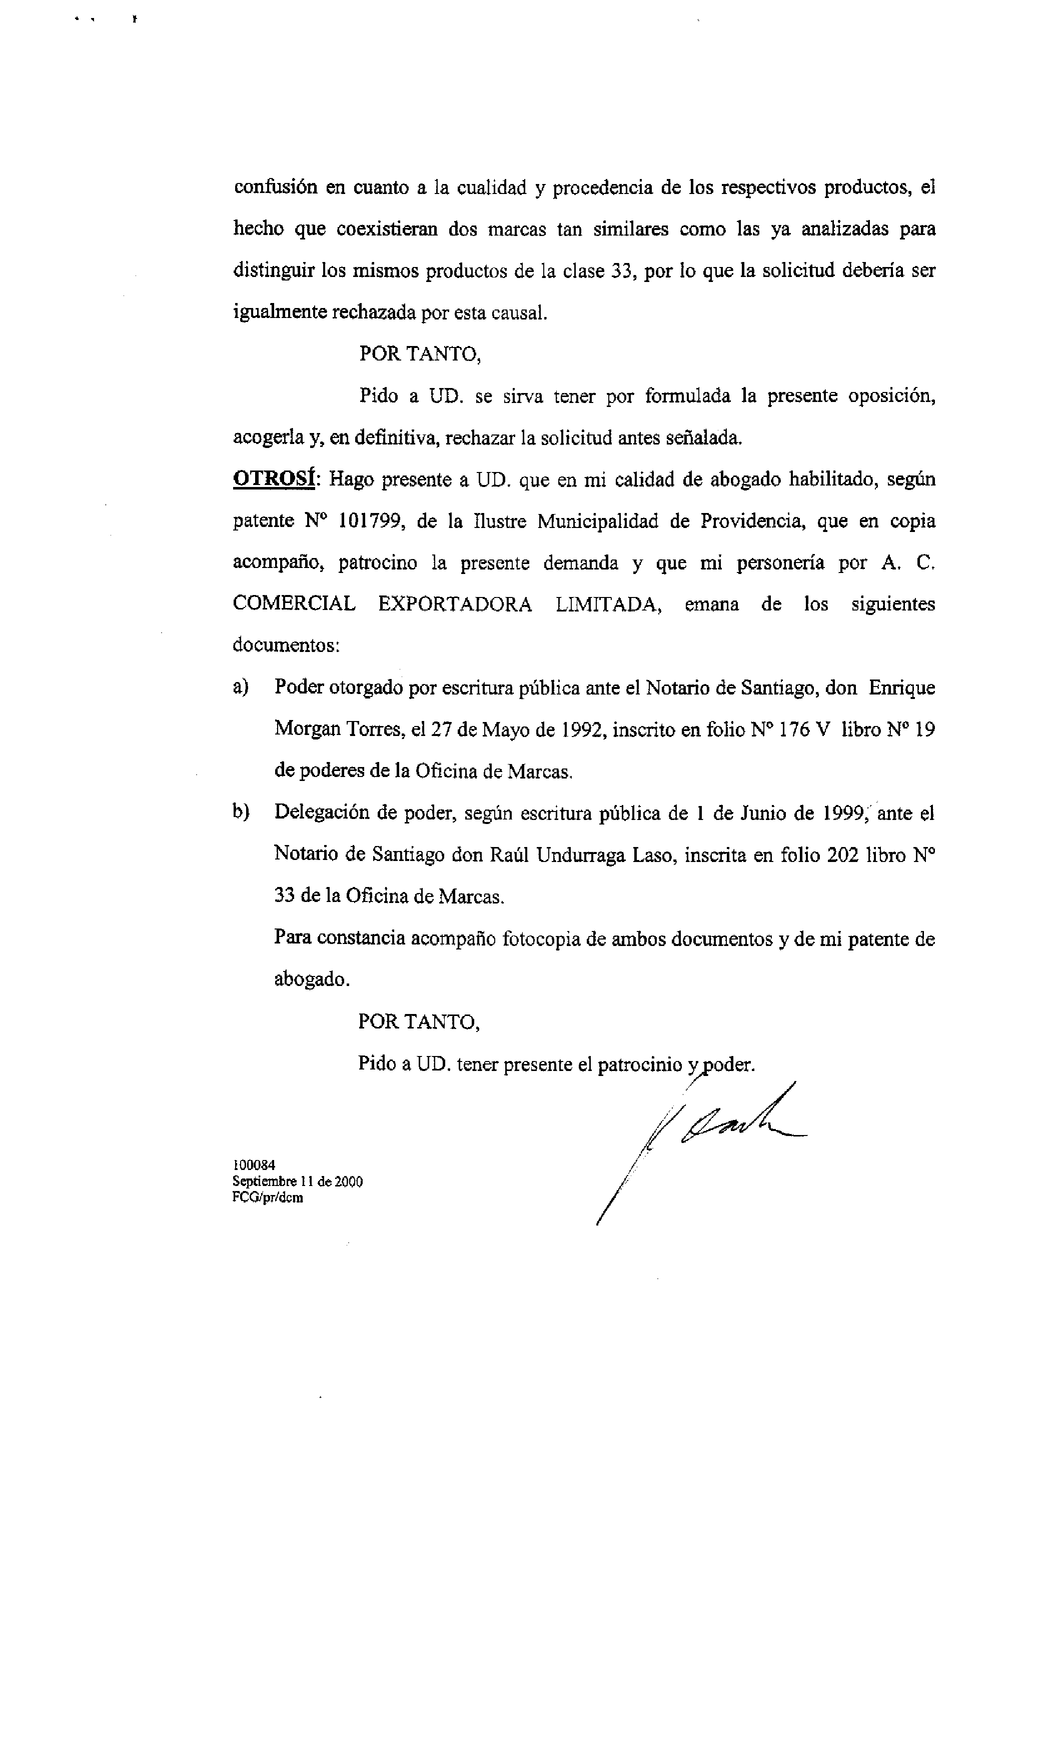 confusión en cuanto a la cualidad y procedencia de los respectivos productos, el
hecho que coexistieran dos marcas tan similares como las ya analizadas para
distinguir los mismos productos de la clase 33, por lo que la solicitud debería ser
igualmente rechazada por esta causal.
POR TANTO,
Pido a UD. se sirva tener por formulada la presente oposición,
acogerla y, en definitiva, rechazar la solicitud antes señalada.
OTROSÍ: Hago presente a UD. que en mi calidad de abogado habilitado, según
patente Nº 101799, de la Ilustre Municipalidad de Providencia, que en copia
acompaño, patrocino la presente demanda y que mi personería por A. C.
COMERCIAL EXPORTADORA LIMITADA, emana de los siguientes
documentos:
a) Poder otorgado por escritura pública ante el Notario de Santiago, don Enrique
Morgan Torres, el 27 de Mayo de 1992, inscrito en folio Nº 176 V libro Nº 19
de poderes de la Oficina de Marcas.
b) Delegación de poder, según escritura pública de 1 de Junio de 1999, ante el
Notario de Santiago don Raúl Undurraga Laso, inscrita en folio 202 libro Nº
33 de la Oficina de Marcas.
Para constancia acompaño fotocopia de ambos documentos y de mi patente de
abogado.
POR TANTO,
Pido a UD. tener presente el patrocinio y poder.
100084
Septiembre 11 de 2000
FCG/pr/dcm